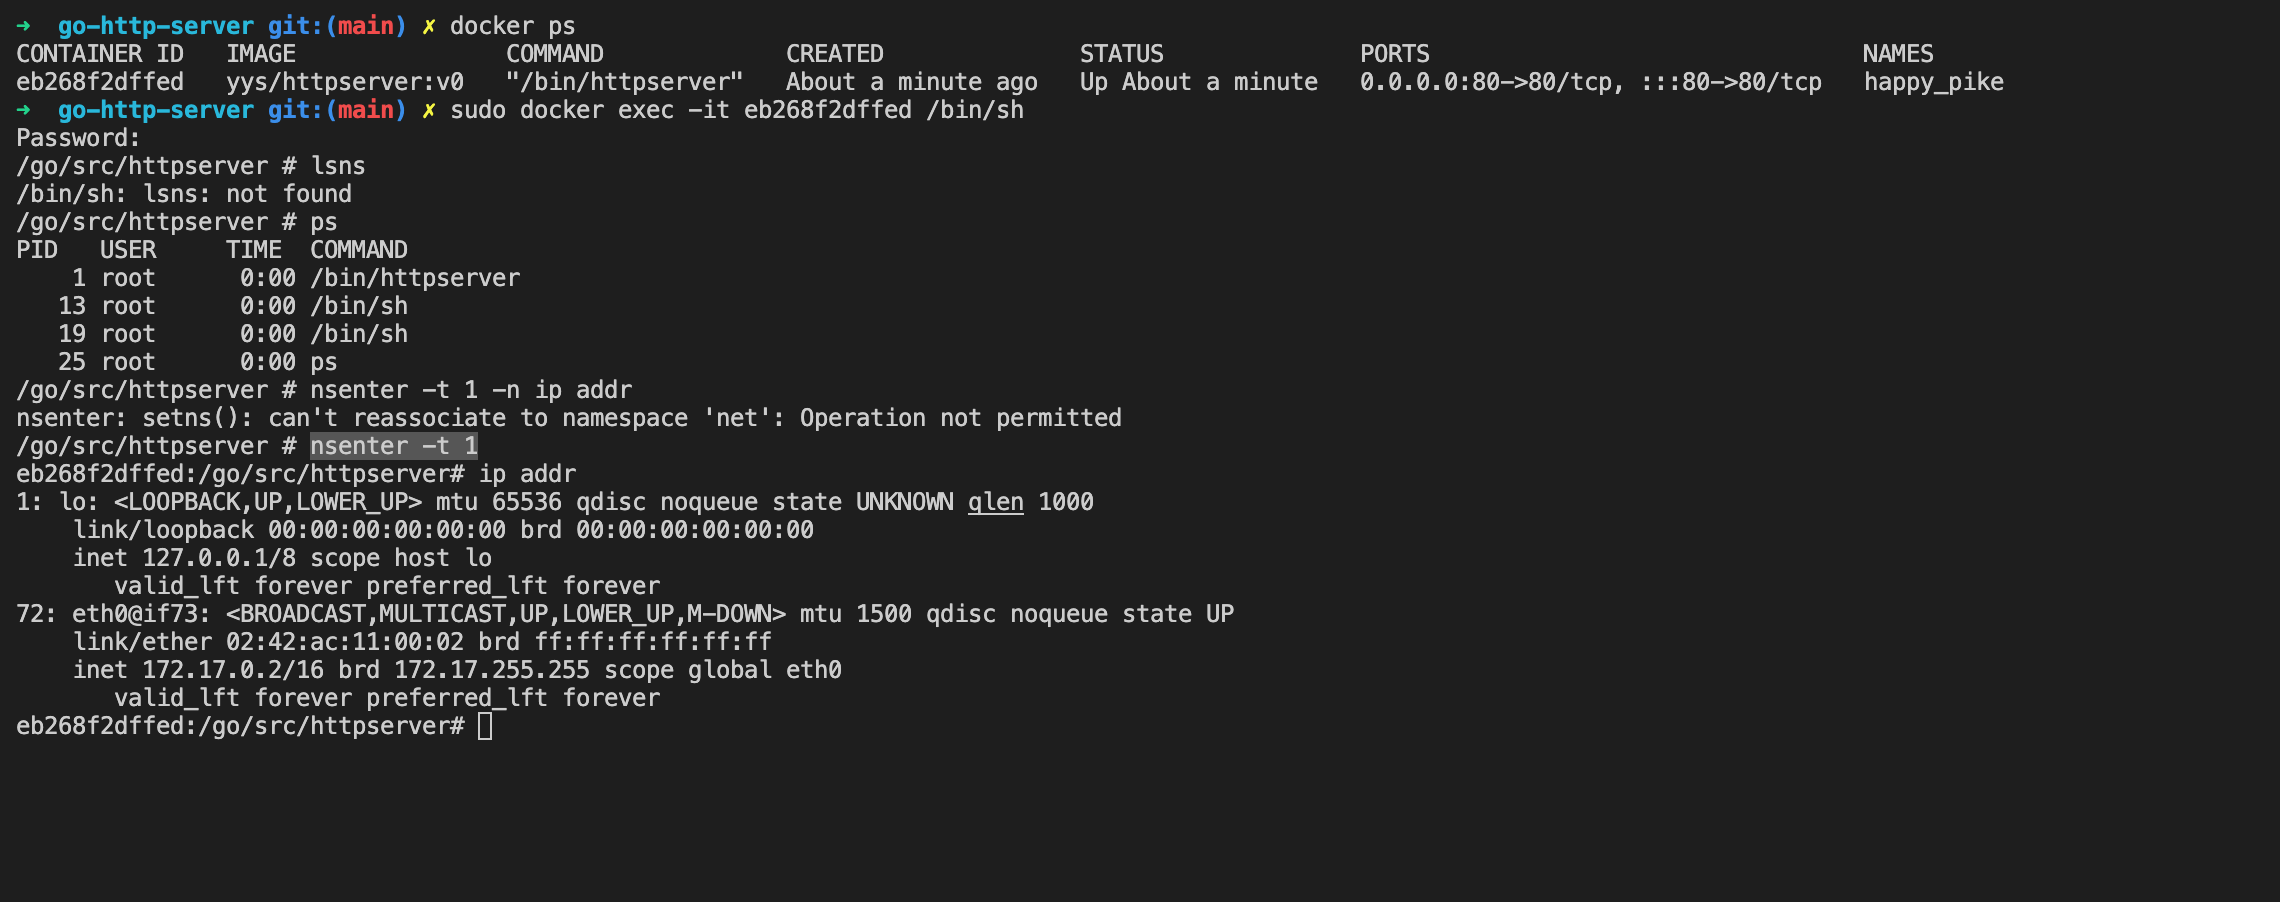 ➜  go-http-server git:(main) ✗ docker ps
CONTAINER ID   IMAGE               COMMAND             CREATED              STATUS              PORTS                               NAMES
eb268f2dffed   yys/httpserver:v0   "/bin/httpserver"   About a minute ago   Up About a minute   0.0.0.0:80->80/tcp, :::80->80/tcp   happy_pike
➜  go-http-server git:(main) ✗ sudo docker exec -it eb268f2dffed /bin/sh
Password:
/go/src/httpserver # lsns
/bin/sh: lsns: not found
/go/src/httpserver # ps
PID   USER     TIME  COMMAND
    1 root      0:00 /bin/httpserver
   13 root      0:00 /bin/sh
   19 root      0:00 /bin/sh
   25 root      0:00 ps
/go/src/httpserver # nsenter -t 1 -n ip addr
nsenter: setns(): can't reassociate to namespace 'net': Operation not permitted
/go/src/httpserver # nsenter -t 1
eb268f2dffed:/go/src/httpserver# ip addr
1: lo: <LOOPBACK,UP,LOWER_UP> mtu 65536 qdisc noqueue state UNKNOWN qlen 1000
    link/loopback 00:00:00:00:00:00 brd 00:00:00:00:00:00
    inet 127.0.0.1/8 scope host lo
       valid_lft forever preferred_lft forever
72: eth0@if73: <BROADCAST,MULTICAST,UP,LOWER_UP,M-DOWN> mtu 1500 qdisc noqueue state UP
    link/ether 02:42:ac:11:00:02 brd ff:ff:ff:ff:ff:ff
    inet 172.17.0.2/16 brd 172.17.255.255 scope global eth0
       valid_lft forever preferred_lft forever
eb268f2dffed:/go/src/httpserver#